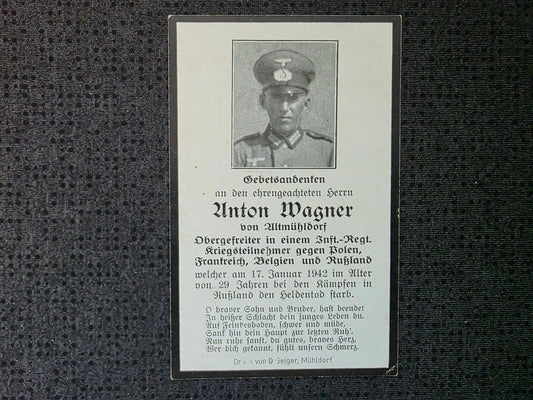 Gebetsandenken
an den ehrengeachteten Herrn
Anton Wagner
von Altmühldorf
Obergefreiter in einem Inft.-Regt.
Kriegsteilnehmer gegen Polen,
Frankreich, Belgien und Rußland
welcher am 17. Januar 1942 im Alter
von 29 Jahren bei den Kämpfen in
Rußland den Heldentod starb.
O braver Sohn und Bruder, hast beendet
In heißer Schlacht dein junges Leben du.
Auf Feindesboden, schwer und müde,
Sank hin dein Haupt zur letzten Ruh'.
Nun ruhe sanft, du gutes, braves Herz,
Wer dich gekannt, fühlt unsern Schmerz.
von D. Geiger, Mühldorf